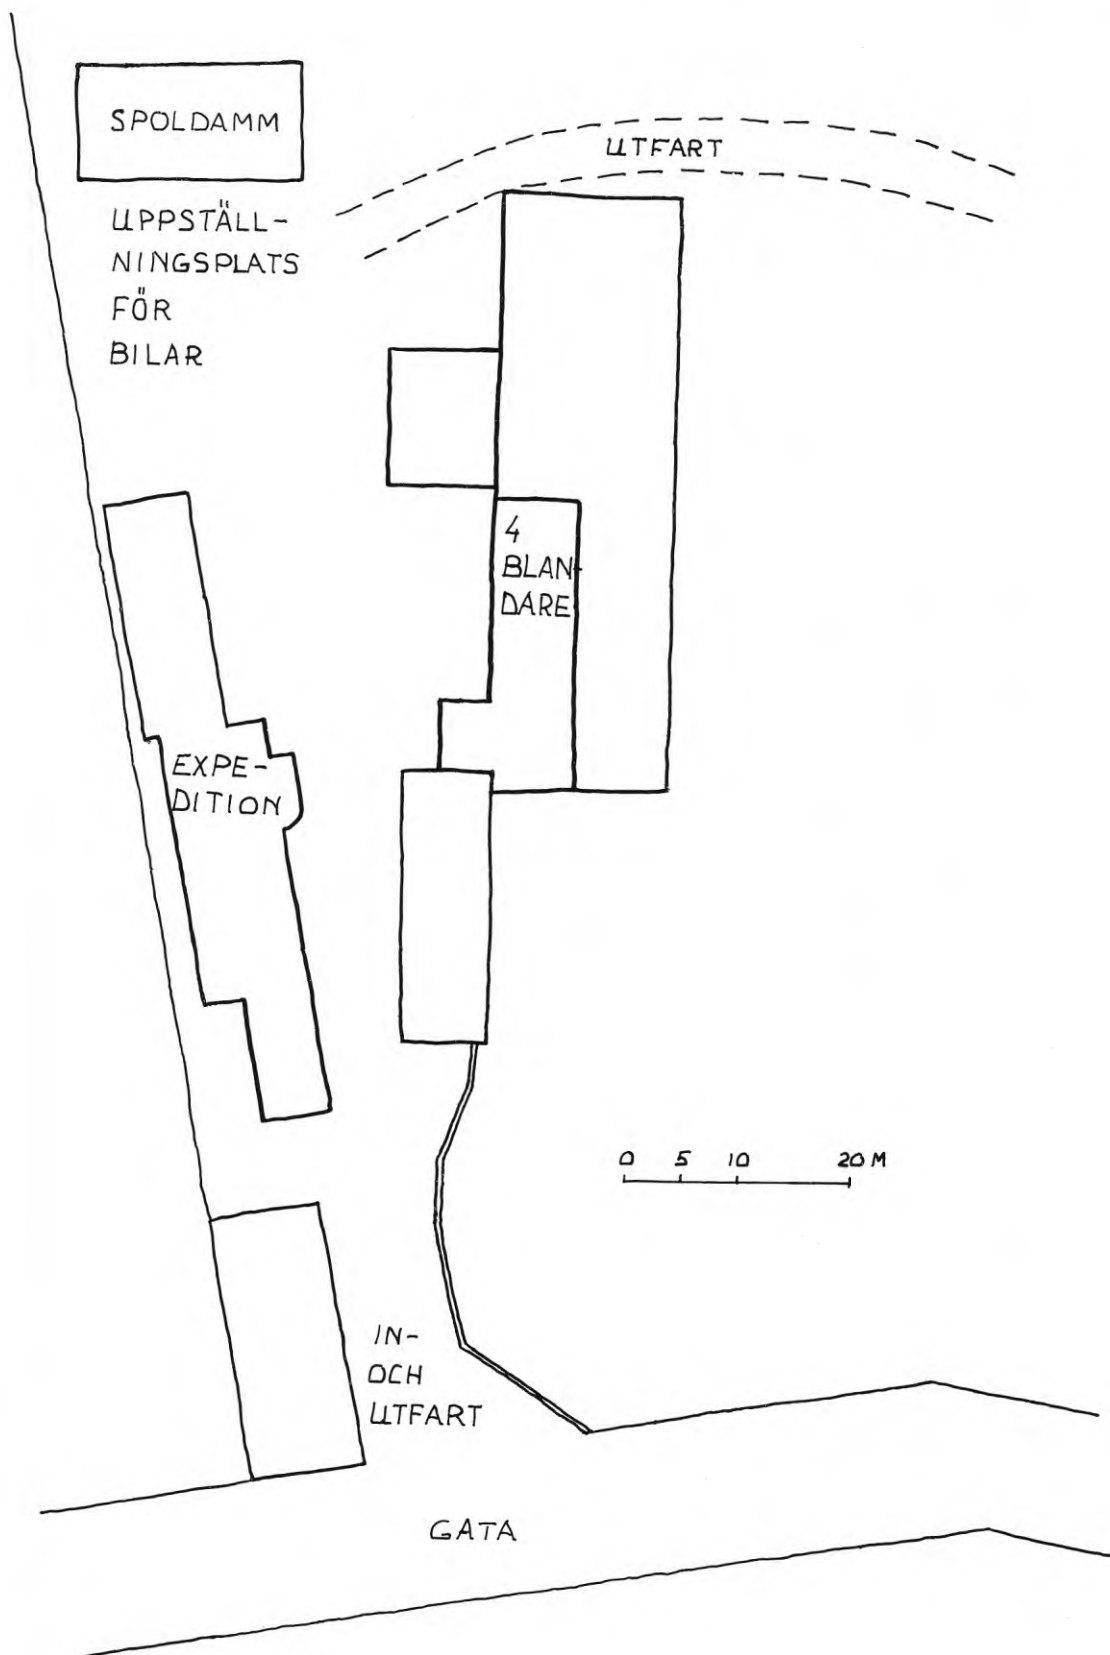 SPOLDAMM
UTFART
UPPSTÄLL-
NINGSPLATS
FÖR
BILAR
4
BLAN-
DARE
EXPE-
DITION
0 5 10 20 M
IN-
OCH
UTFART
GATA